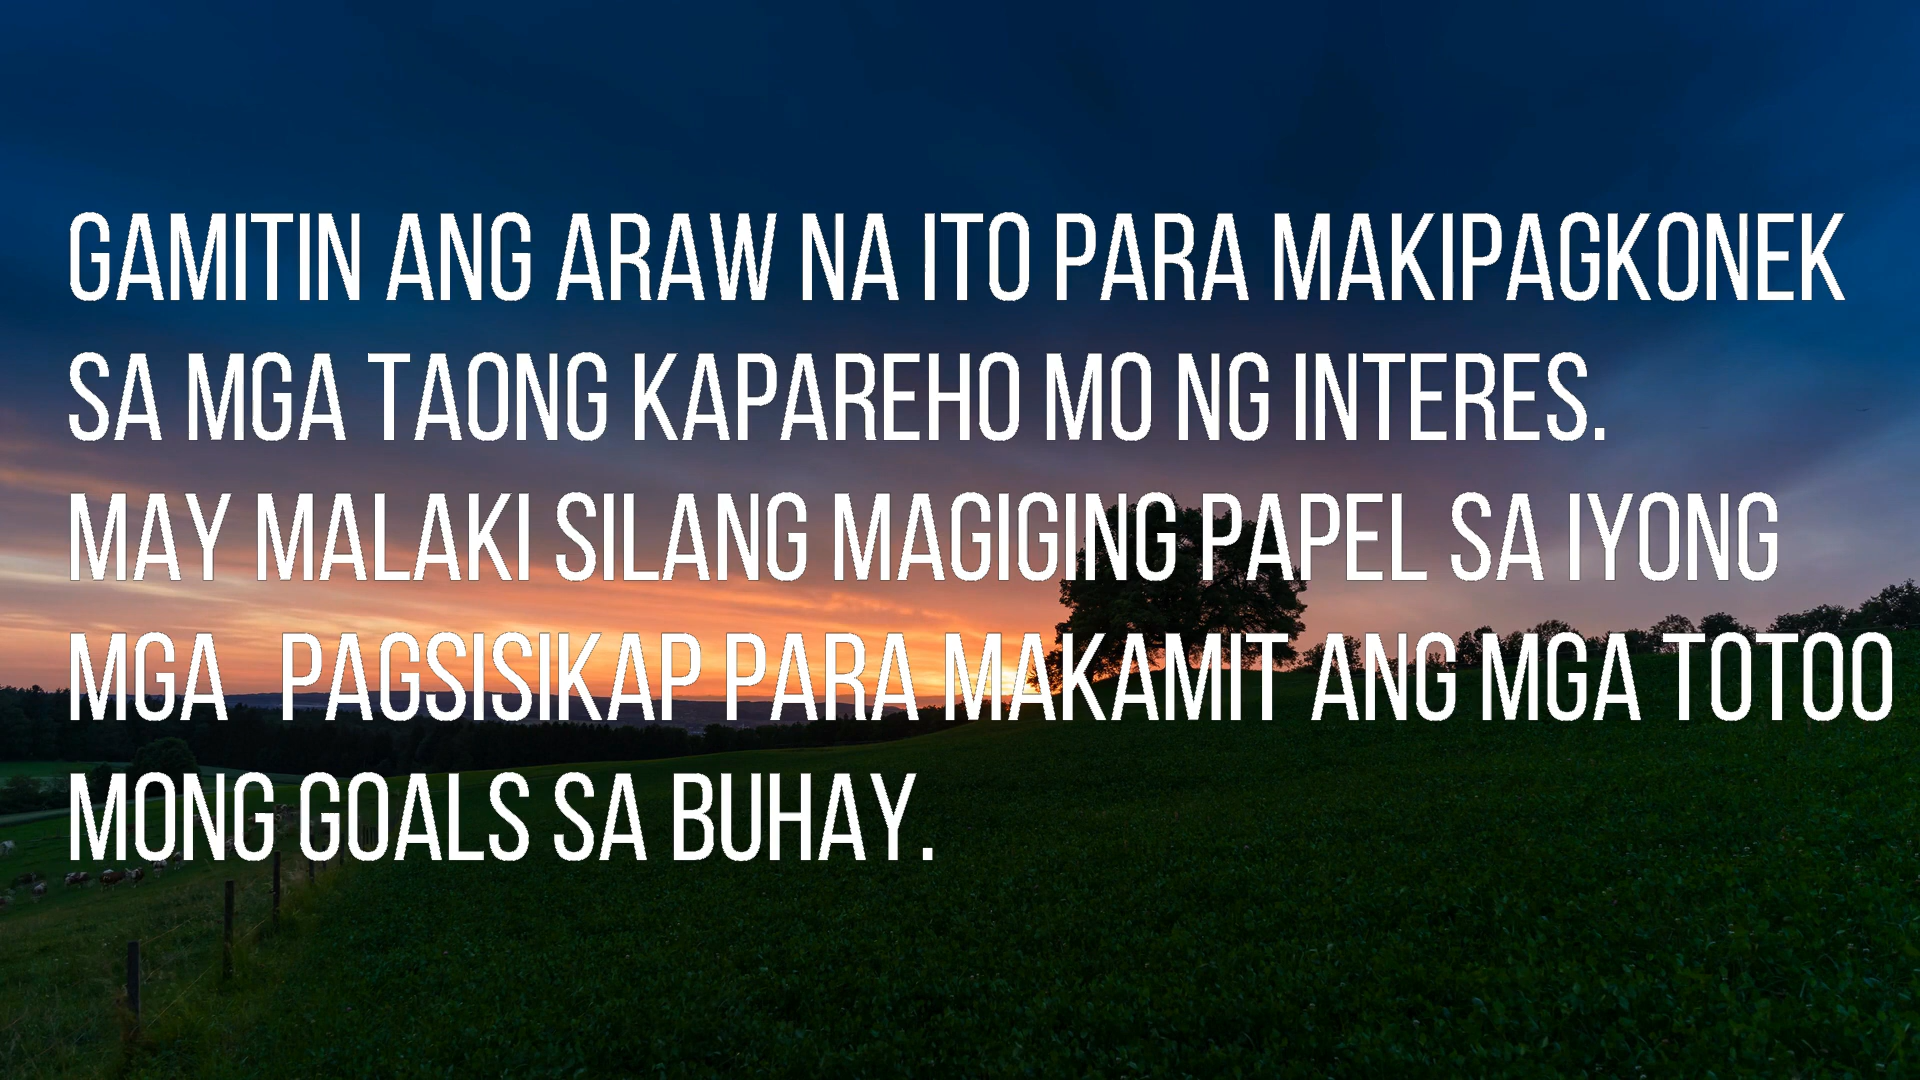 GAMITIN ANG ARAW NA ITO PARA MAKIPAGKONEK
SA MGA TAONG KAPAREHO MO NG INTERES.
MAY MALAKI SILANG MAGIGING PAPEL SA IYONG
MGA  PAGSISIKAP PARA MAKAMIT ANG MGA TOTOO
MONG GOALS SA BUHAY.